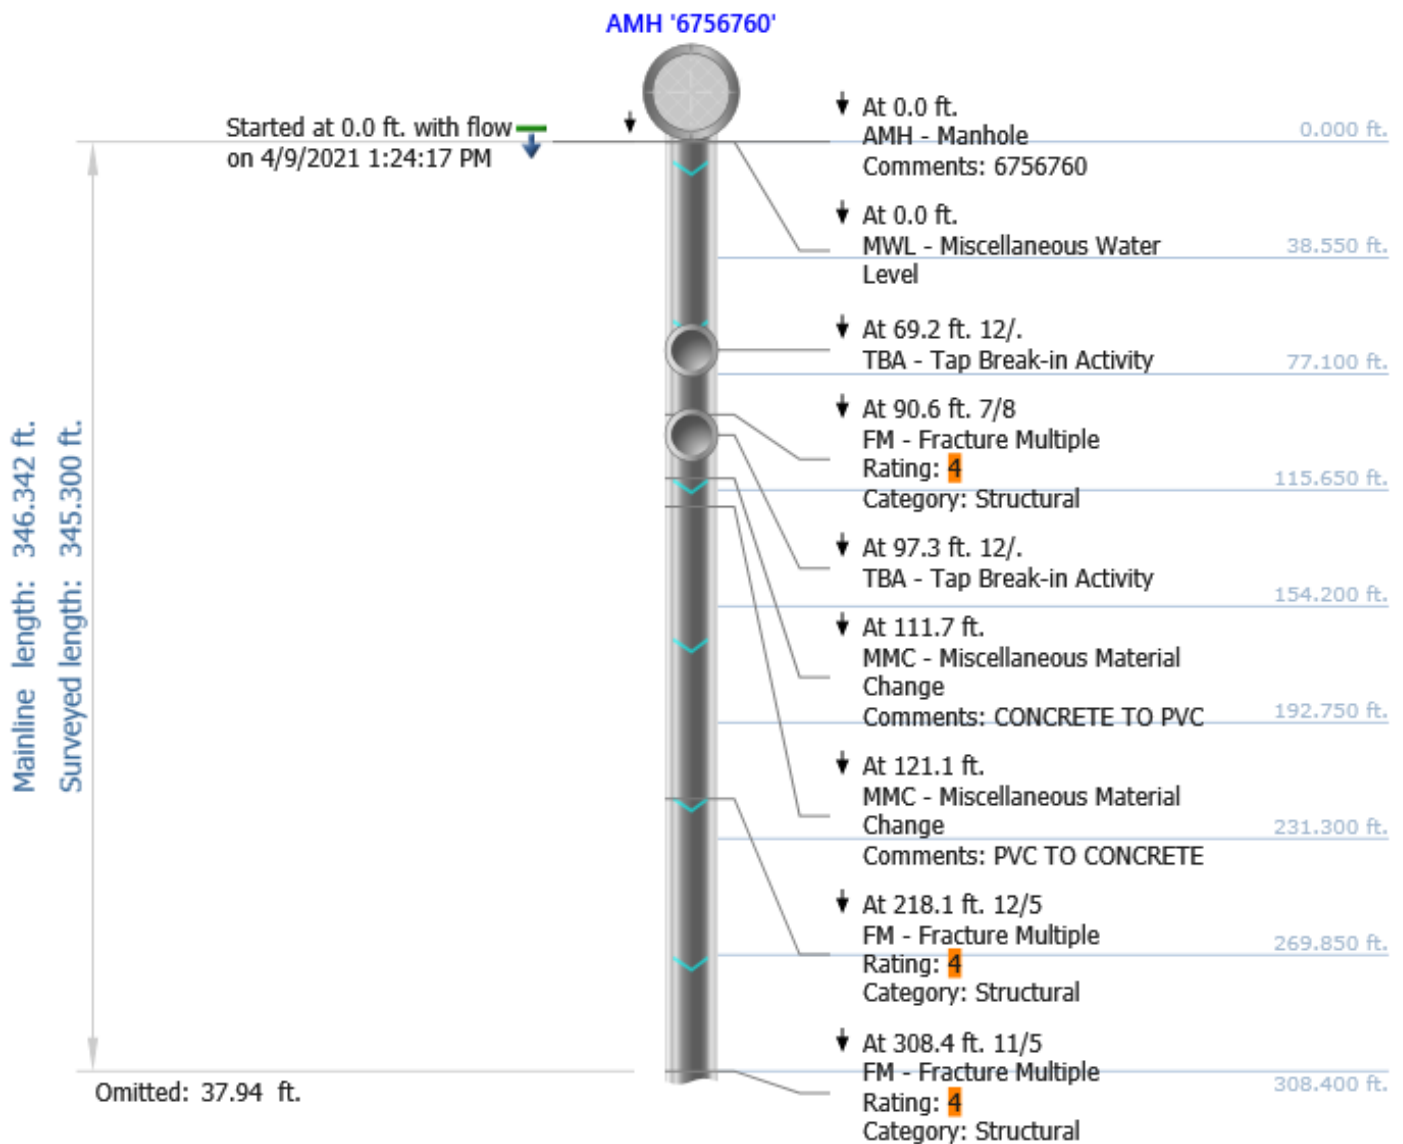 AMH '6756760'
Started at 0.0 ft. with flow
on 4/9/2021 1:24:17 PM
Mainline length: 346.342 ft.
Surveyed length: 345.300 ft.
At 0.0 ft.
AMH - Manhole
Comments: 6756760
0.000 ft.
At 0.0 ft.
MWL - Miscellaneous Water
Level
38.550 ft.
At 69.2 ft. 12/.
TBA - Tap Break-in Activity
77.100 ft.
At 90.6 ft. 7/8
FM - Fracture Multiple
Rating: 4
Category: Structural
115.650 ft.
At 97.3 ft. 12/.
TBA - Tap Break-in Activity
154.200 ft.
At 111.7 ft.
MMC - Miscellaneous Material
Change
Comments: CONCRETE TO PVC
192.750 ft.
At 121.1 ft.
MMC - Miscellaneous Material
Change
Comments: PVC TO CONCRETE
231.300 ft.
At 218.1 ft. 12/5
FM - Fracture Multiple
Rating: 4
Category: Structural
269.850 ft.
At 308.4 ft. 11/5
FM - Fracture Multiple
Rating: 4
Category: Structural
308.400 ft.
Omitted: 37.94 ft.